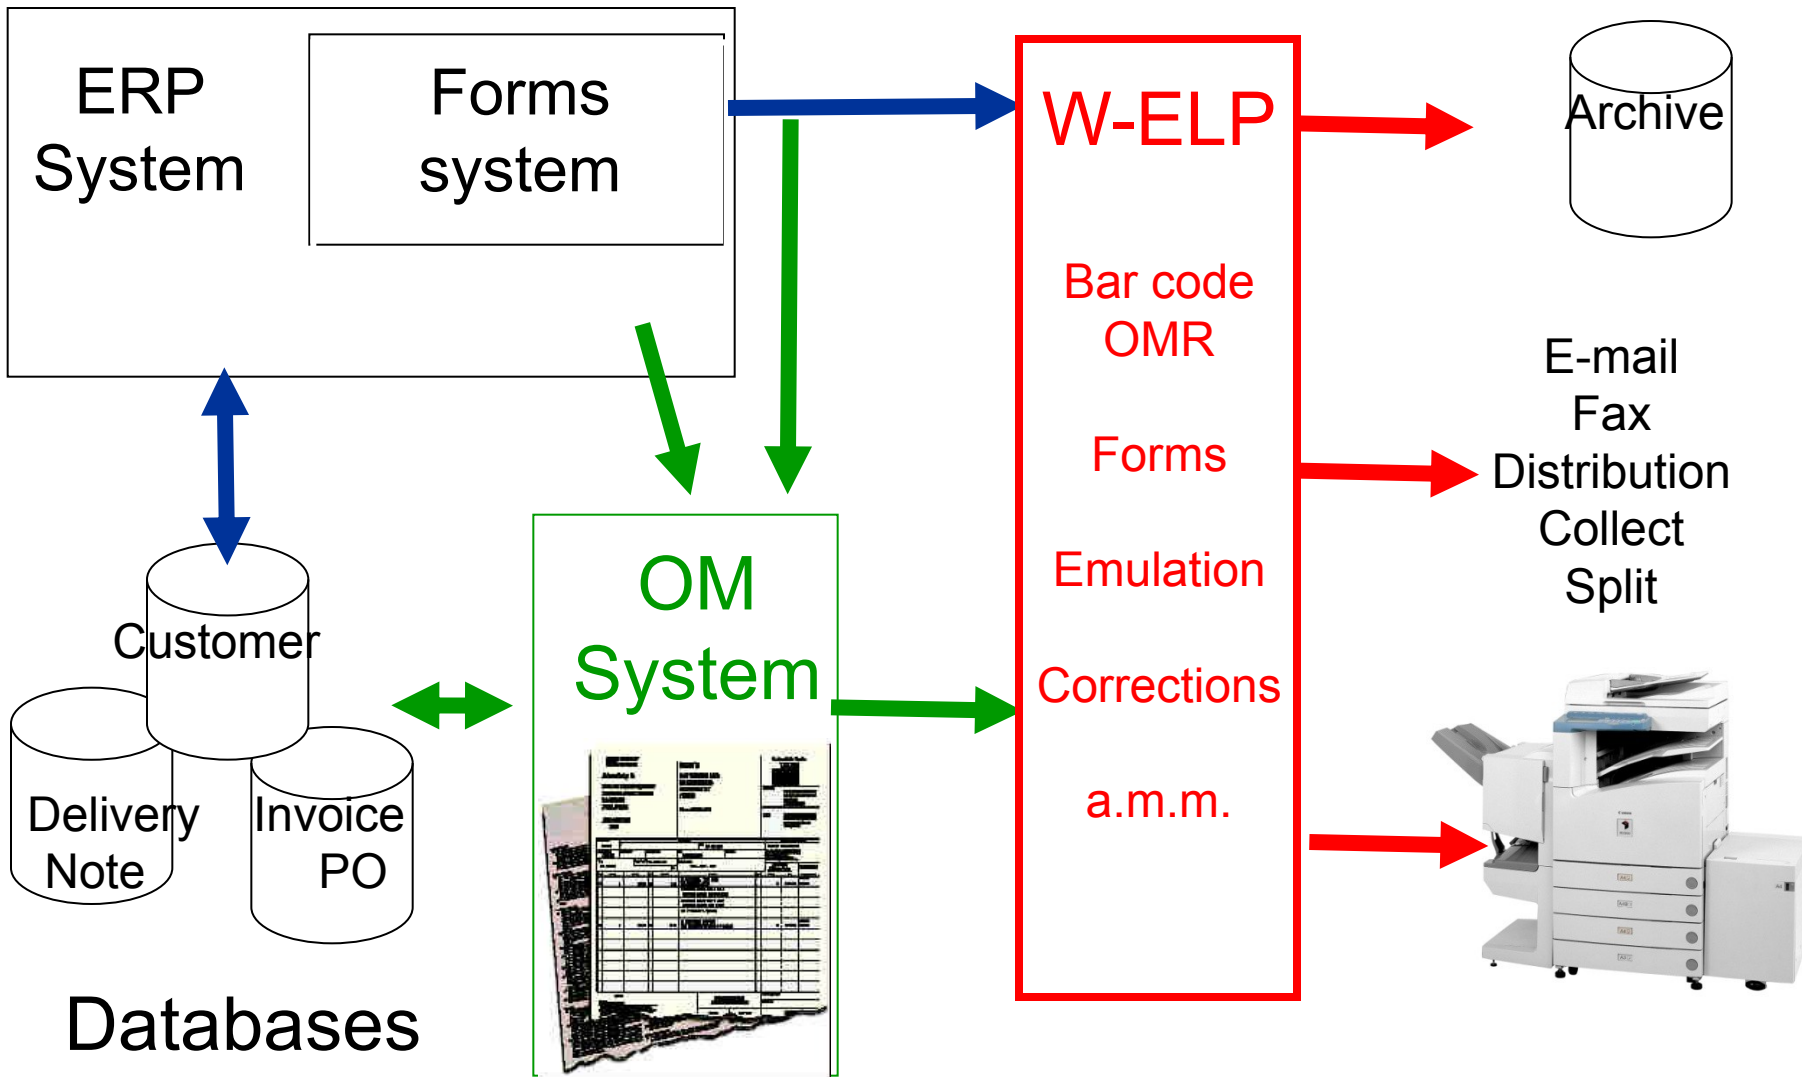 ERP
System
Forms
system
W-ELP
Bar code
OMR
Forms
Emulation
Corrections
a.m.m.
Archive
E-mail
Fax
Distribution
Collect
Split
OM
System
Customer
Delivery
Note
Invoice
PO
Databases